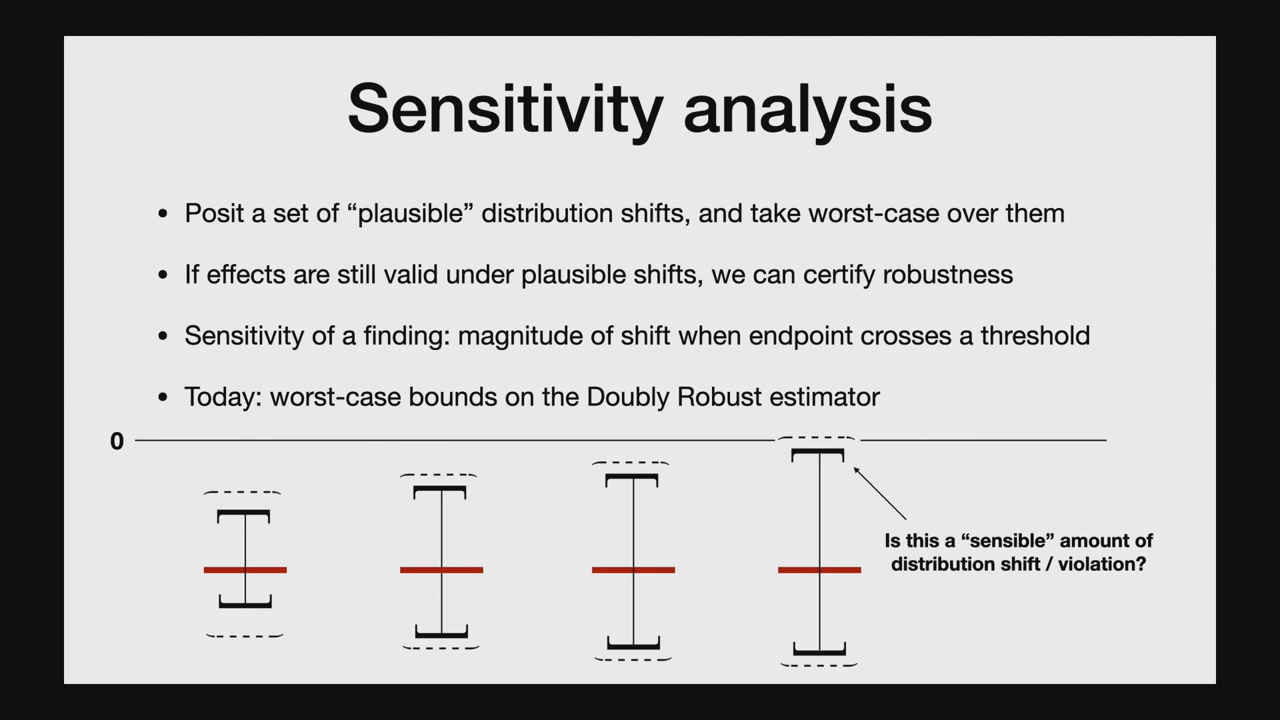 Sensitivity analysis
• Posit a set of “plausible” distribution shifts, and take worst-case over them
• If effects are still valid under plausible shifts, we can certify robustness
• Sensitivity of a finding: magnitude of shift when endpoint crosses a threshold
• Today: worst-case bounds on the Doubly Robust estimator
0
Is this a “sensible” amount of
distribution shift / violation?